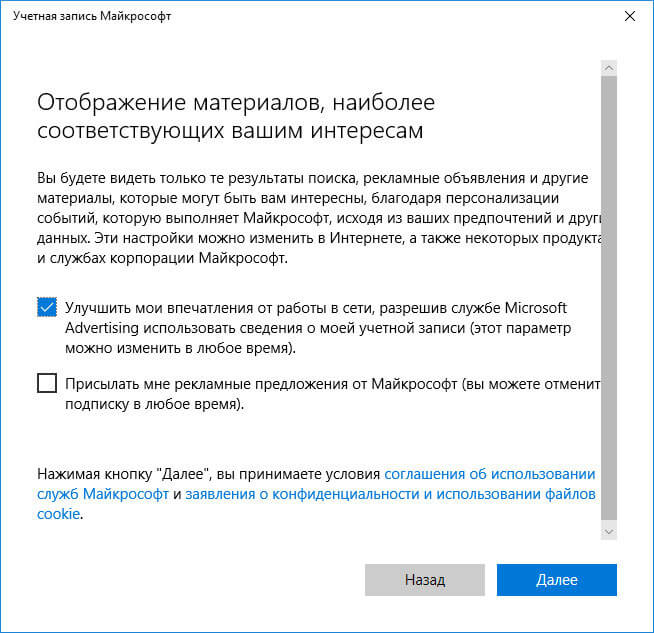 Учетная запись Майкрософт
Отображение материалов, наиболее
соответствующих вашим интересам
Вы будете видеть только те результаты поиска, рекламные объявления и другие
материалы, которые могут быть вам интересны, благодаря персонализации
событий, которую выполняет Майкрософт, исходя из ваших предпочтений и други
данных. Эти настройки можно изменить в Интернете, а также некоторых продукта
и службах корпорации Майкрософт.
Улучшить мои впечатления от работы в сети, разрешив службе Microsoft
Advertising использовать сведения о моей учетной записи (этот параметр
можно изменить в любое время).
Присылать мне рекламные предложения от Майкрософт (вы можете отменит
подписку в любое время).
Нажимая кнопку "Далее", вы принимаете условия соглашения об использовании
служб Майкрософт и заявления о конфиденциальности и использовании файлов
cookie.
Назад
Далее